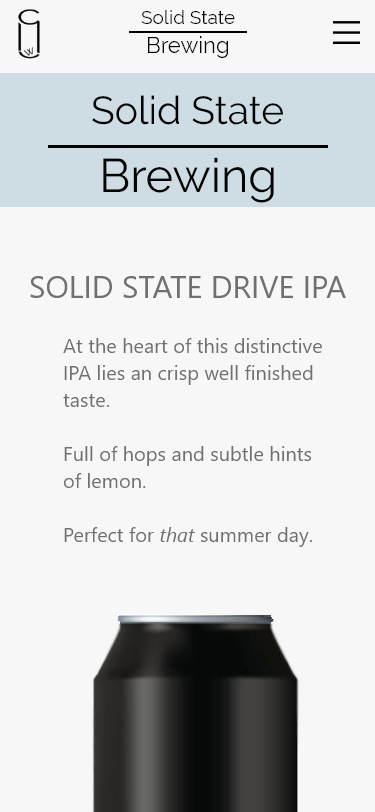 Solid State
Brewing
Solid State
Brewing
SOLID STATE DRIVE IPA
At the heart of this distinctive
IPA lies an crisp well finished
taste.
Full of hops and subtle hints
of lemon.
Perfect for that summer day.